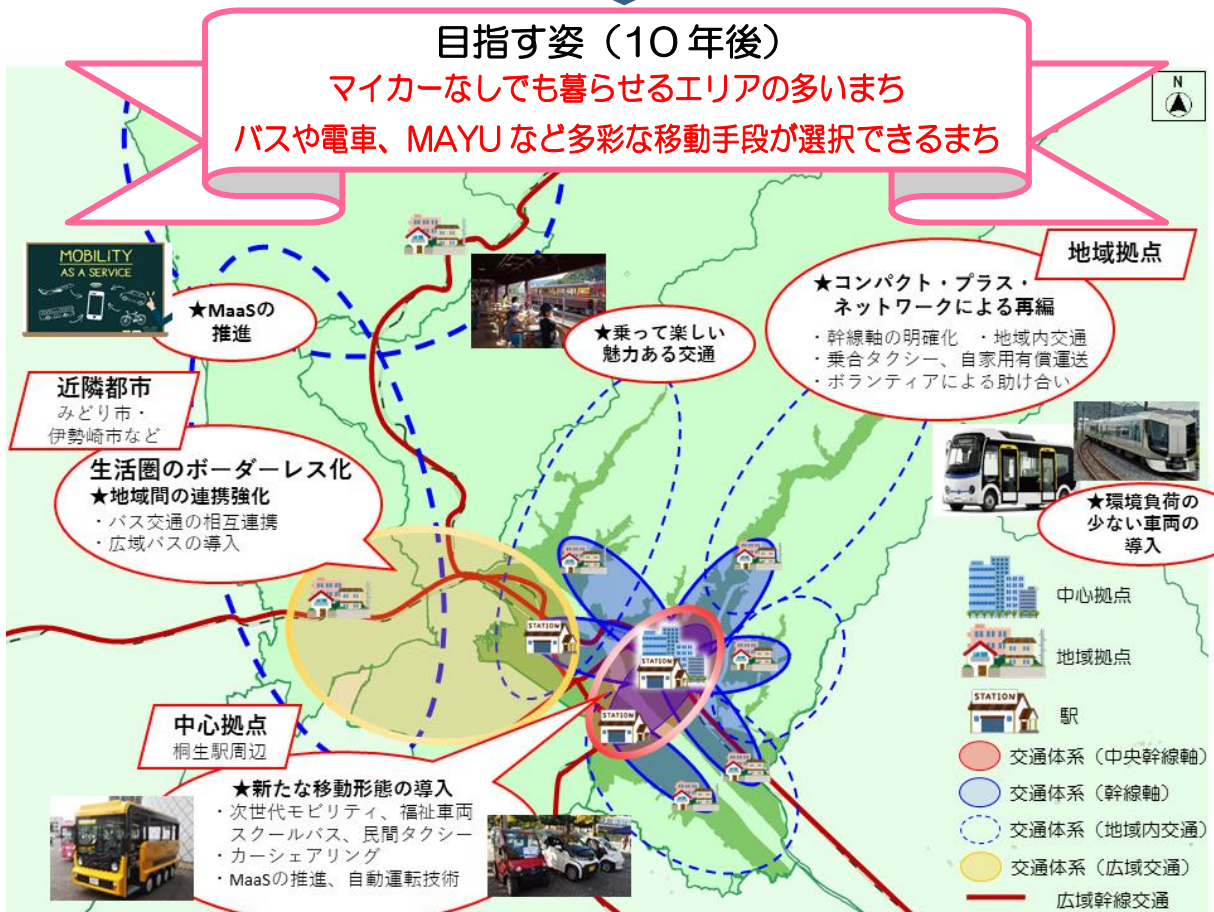 目指す姿（10年後）
マイカーなしでも暮らせるエリアの多いまち
バスや電車、MAYUなど多彩な移動手段が選択できるまち
N
MOBILITY
AS A SERVICE
★MaaSの
推進
★乗って楽しい
魅力ある交通
地域拠点
★コンパクト・プラス・
ネットワークによる再編
・幹線軸の明確化　・地域内交通
・乗合タクシー、自家用有償運送
・ボランティアによる助け合い
近隣都市
みどり市・
伊勢崎市など
生活圏のボーダーレス化
★地域間の連携強化
・バス交通の相互連携
・広域バスの導入
★環境負荷の
少ない車両の
導入
STATION
STATION
STATION
中心拠点
桐生駅周辺
★新たな移動形態の導入
・次世代モビリティ、福祉車両
スクールバス、民間タクシー
・カーシェアリング
・MaaSの推進、自動運転技術
中心拠点
地域拠点
STATION
駅
交通体系（中央幹線軸）
交通体系（幹線軸）
交通体系（地域内交通）
交通体系（広域交通）
広域幹線交通